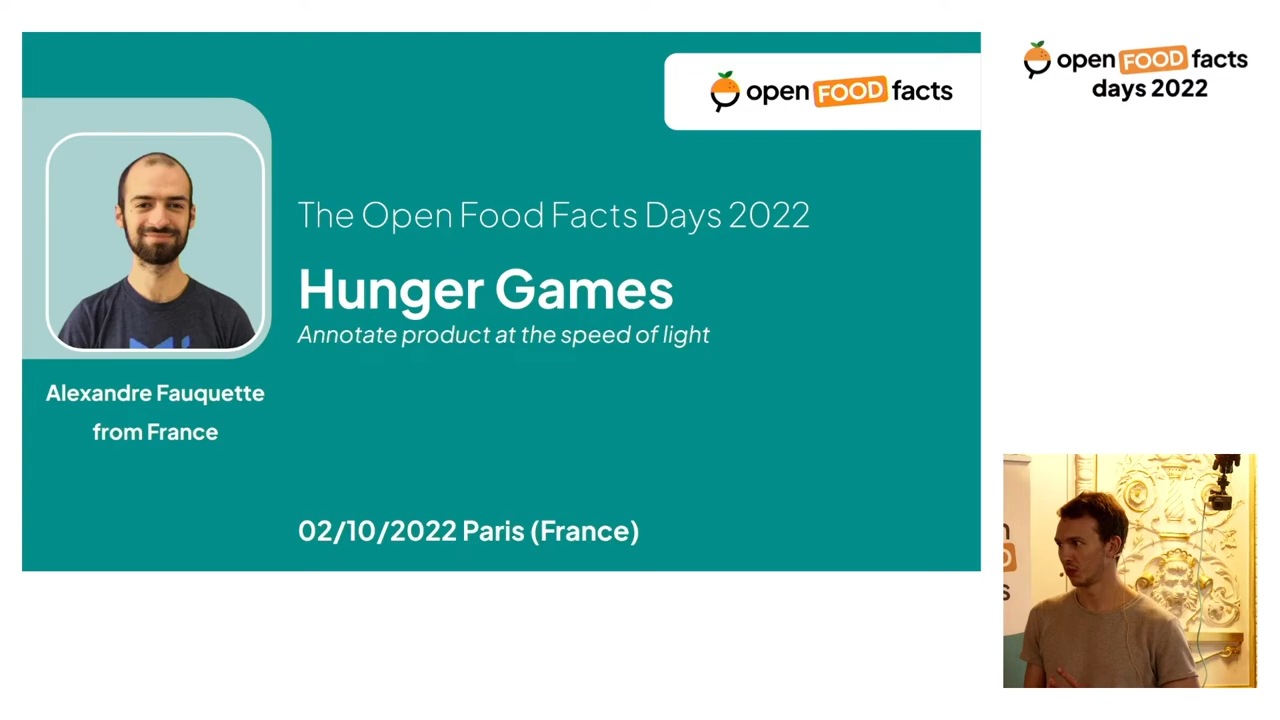 open FOOD facts
open FOOD facts
days 2022
The Open Food Facts Days 2022
Hunger Games
Annotate product at the speed of light
Alexandre Fauquette
from France
02/10/2022 Paris (France)